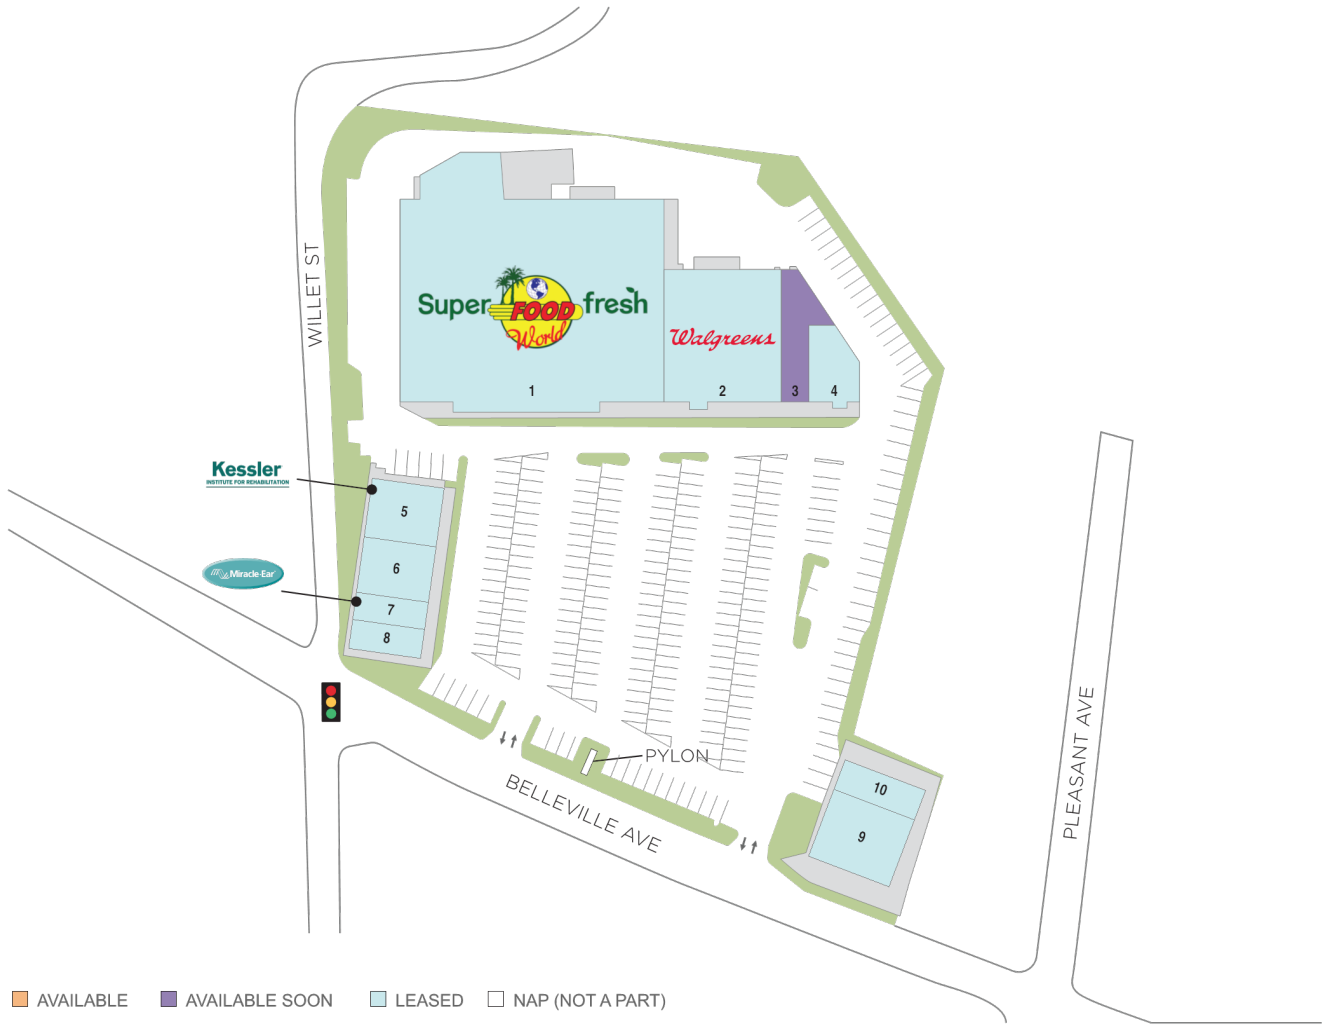 WILLET ST
Super FOOD World fresh
Walgreens
1
2
3
4
Kessler
INSTITUTE FOR REHABILITATION
5
6
Miracle-Ear
7
8
PYLON
BELLEVILLE AVE
10
9
PLEASANT AVE
AVAILABLE
AVAILABLE SOON
LEASED
NAP (NOT A PART)